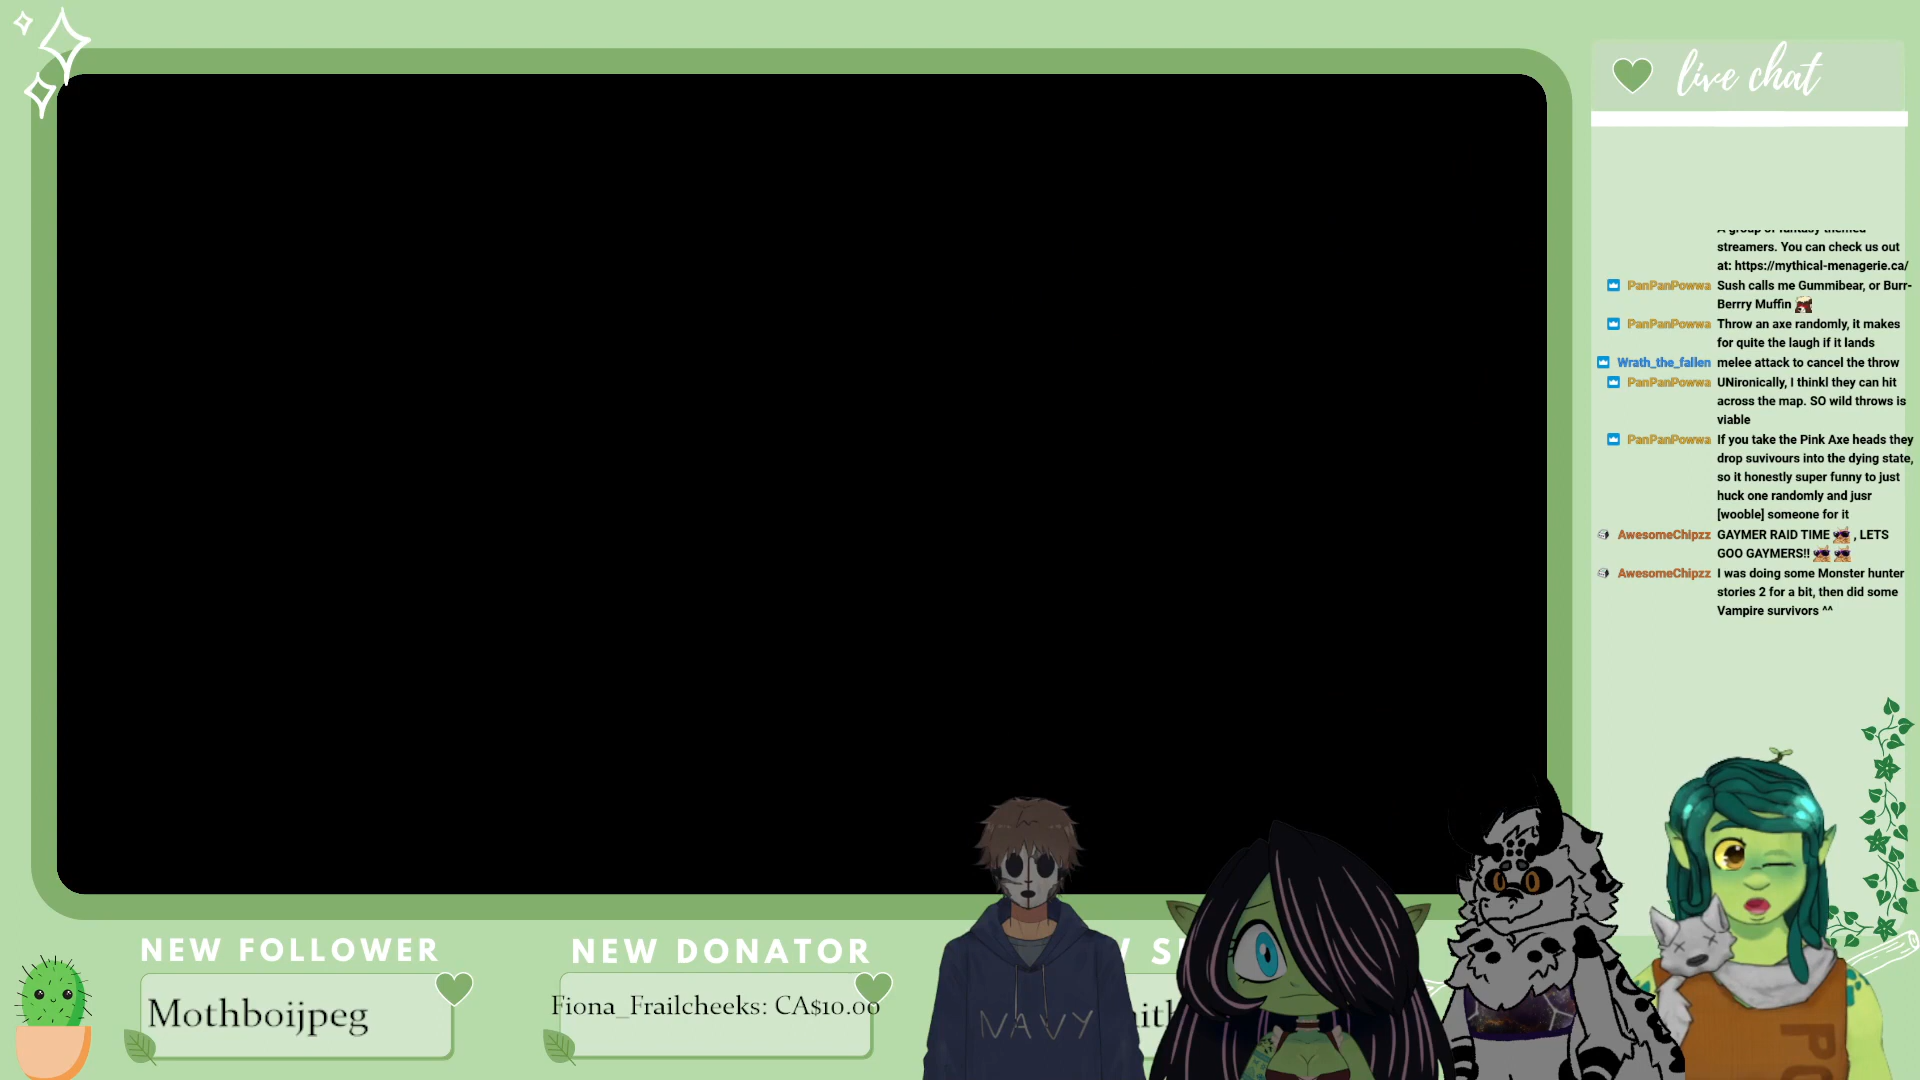 live chat
streamers. You can check us out
at: https://mythical-menagerie.ca/
PanPanPowwa Sush calls me Gummibear, or Burr-
Berrry Muffin
PanPanPowwa Throw an axe randomly, it makes
for quite the laugh if it lands
Wrath_the_fallen melee attack to cancel the throw
PanPanPowwa UNironically, I thinkl they can hit
across the map. SO wild throws is
viable
PanPanPowwa If you take the Pink Axe heads they
drop suvivours into the dying state,
so it honestly super funny to just
huck one randomly and jusr
[wooble] someone for it
AwesomeChipzz GAYMER RAID TIME , LETS
GOO GAYMERS!!
AwesomeChipzz I was doing some Monster hunter
stories 2 for a bit, then did some
Vampire survivors ^^
NEW FOLLOWER
Mothboijpeg
NEW DONATOR
Fiona_Frailcheeks: CA$10.00
NAVY